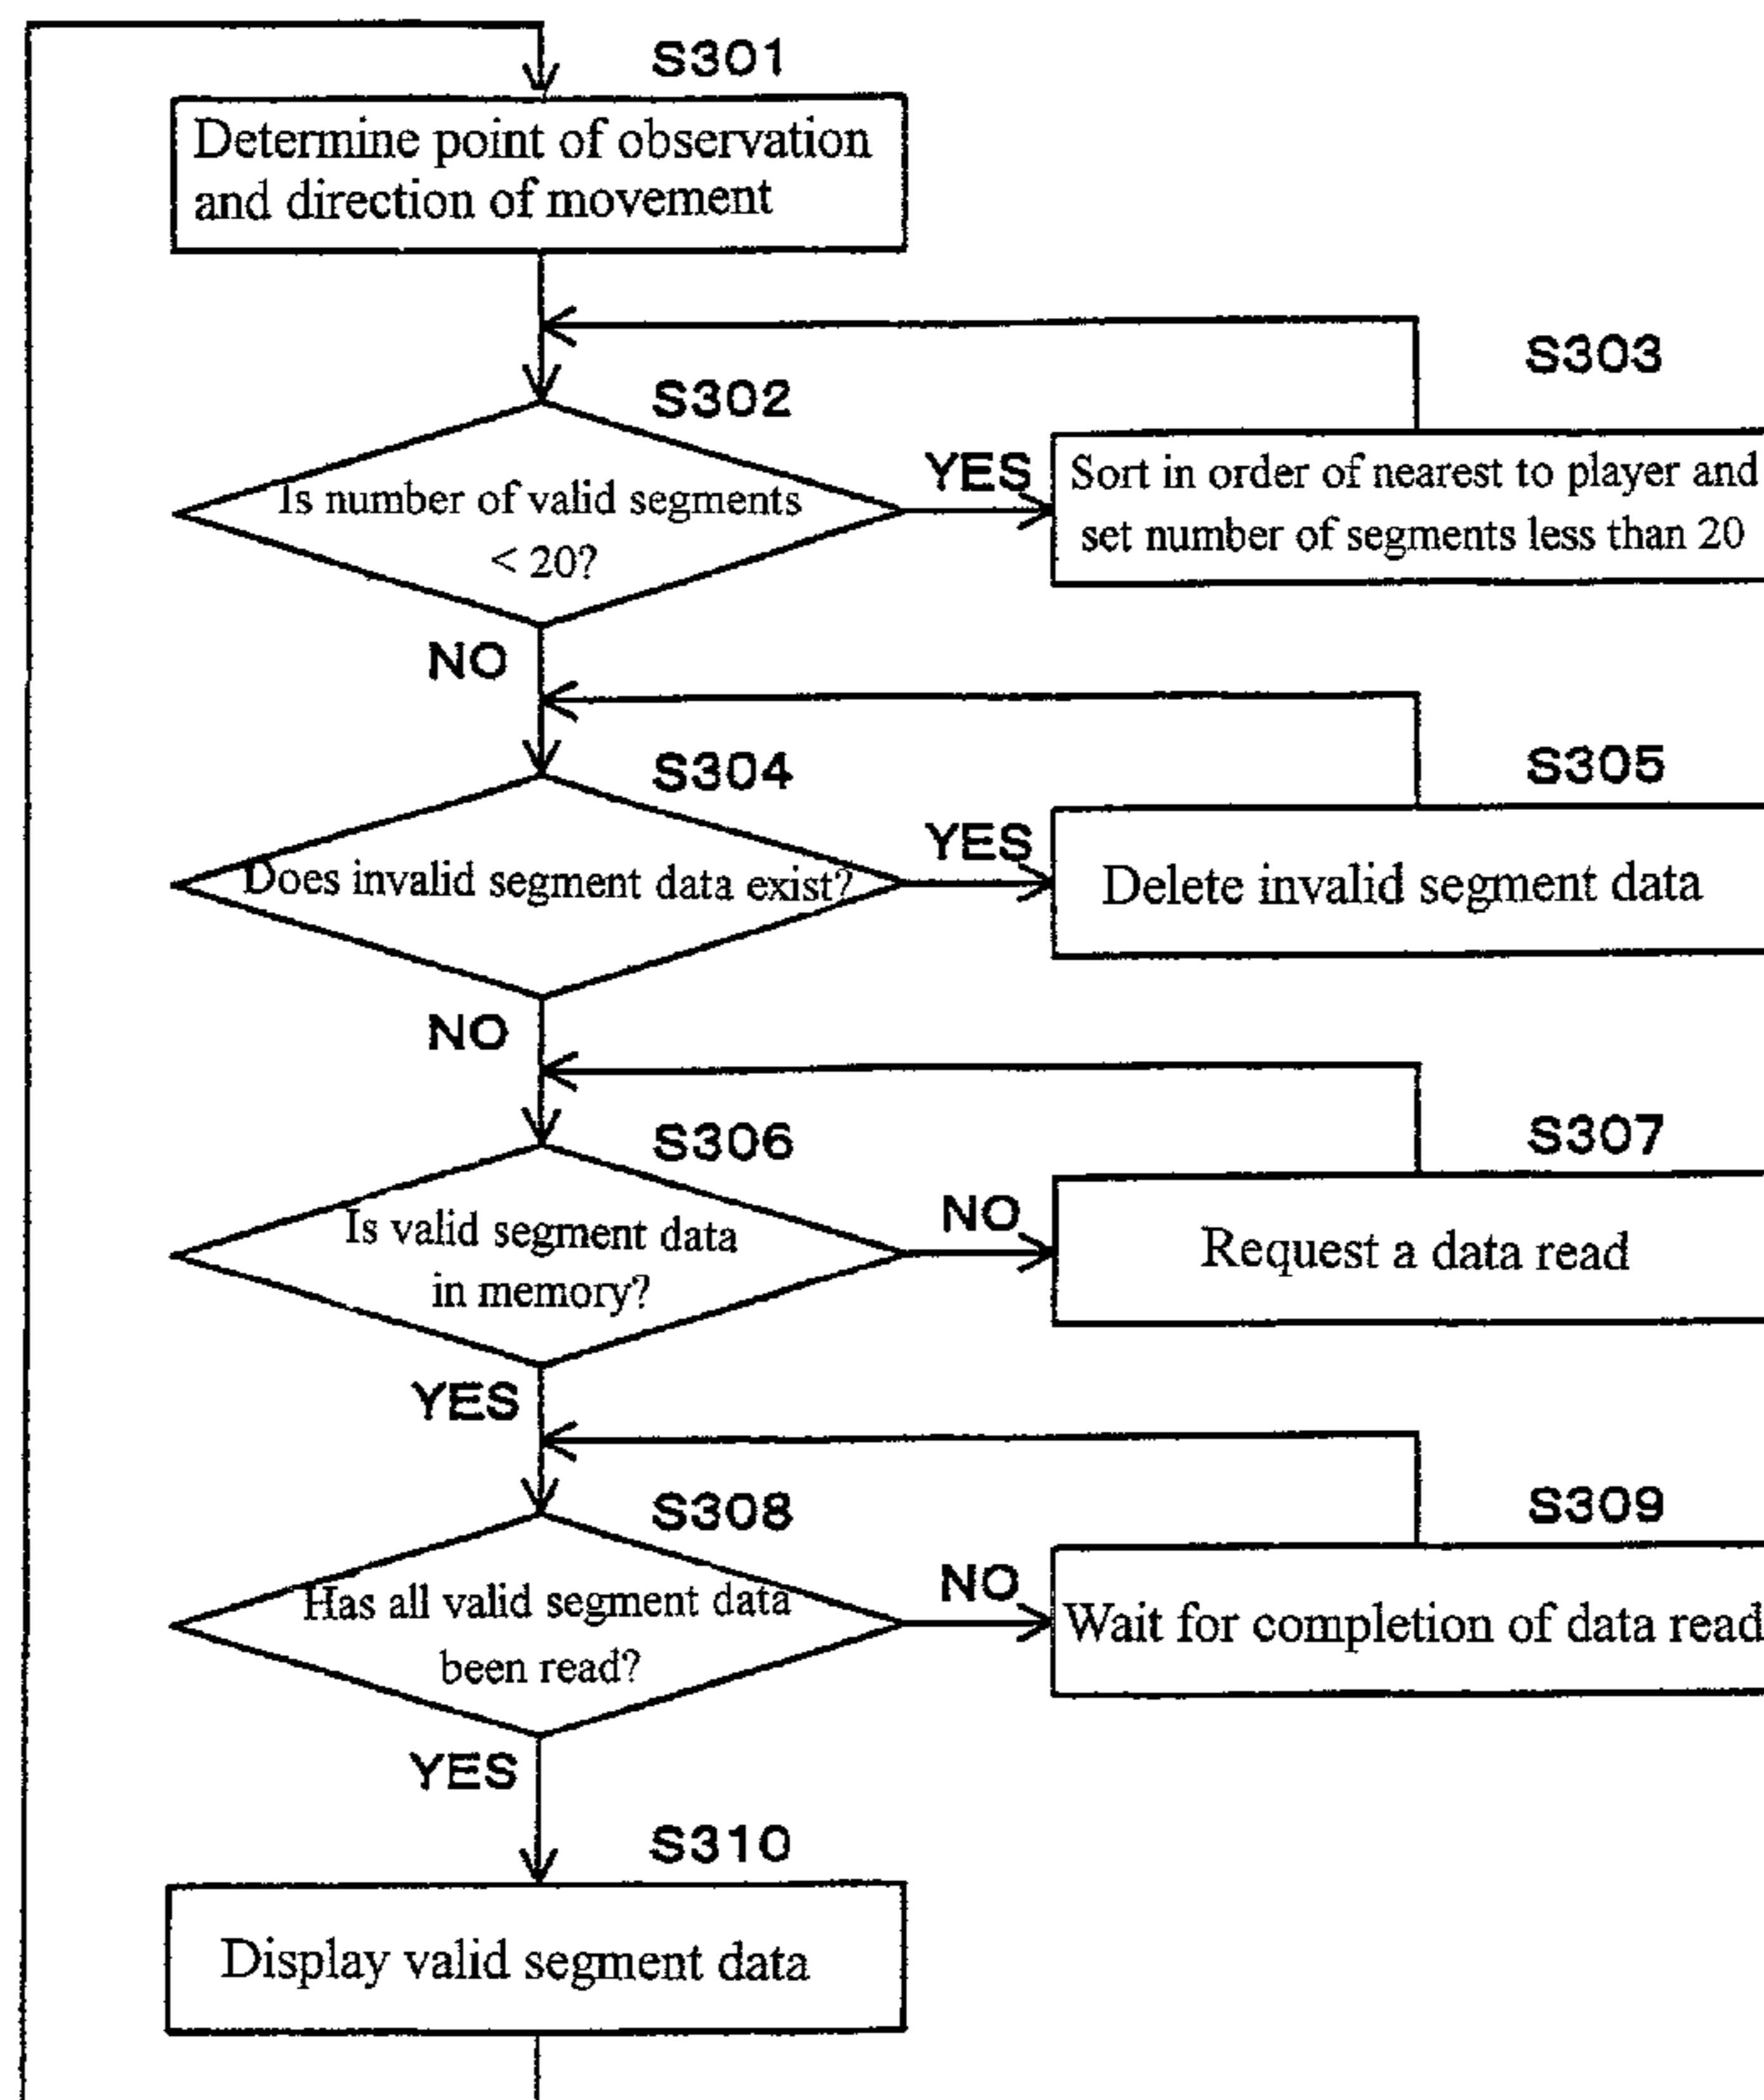 S301
Determine point of observation
and direction of movement
S303
S302
YES
Is number of valid segments
< 20?
Sort in order of nearest to player and
set number of segments less than 20
NO
S304
S305
YES
Does invalid segment data exist?
Delete invalid segment data
NO
S306
S307
NO
Is valid segment data
in memory?
Request a data read
YES
S308
S309
NO
Has all valid segment data
been read?
Wait for completion of data read
YES
S310
Display valid segment data